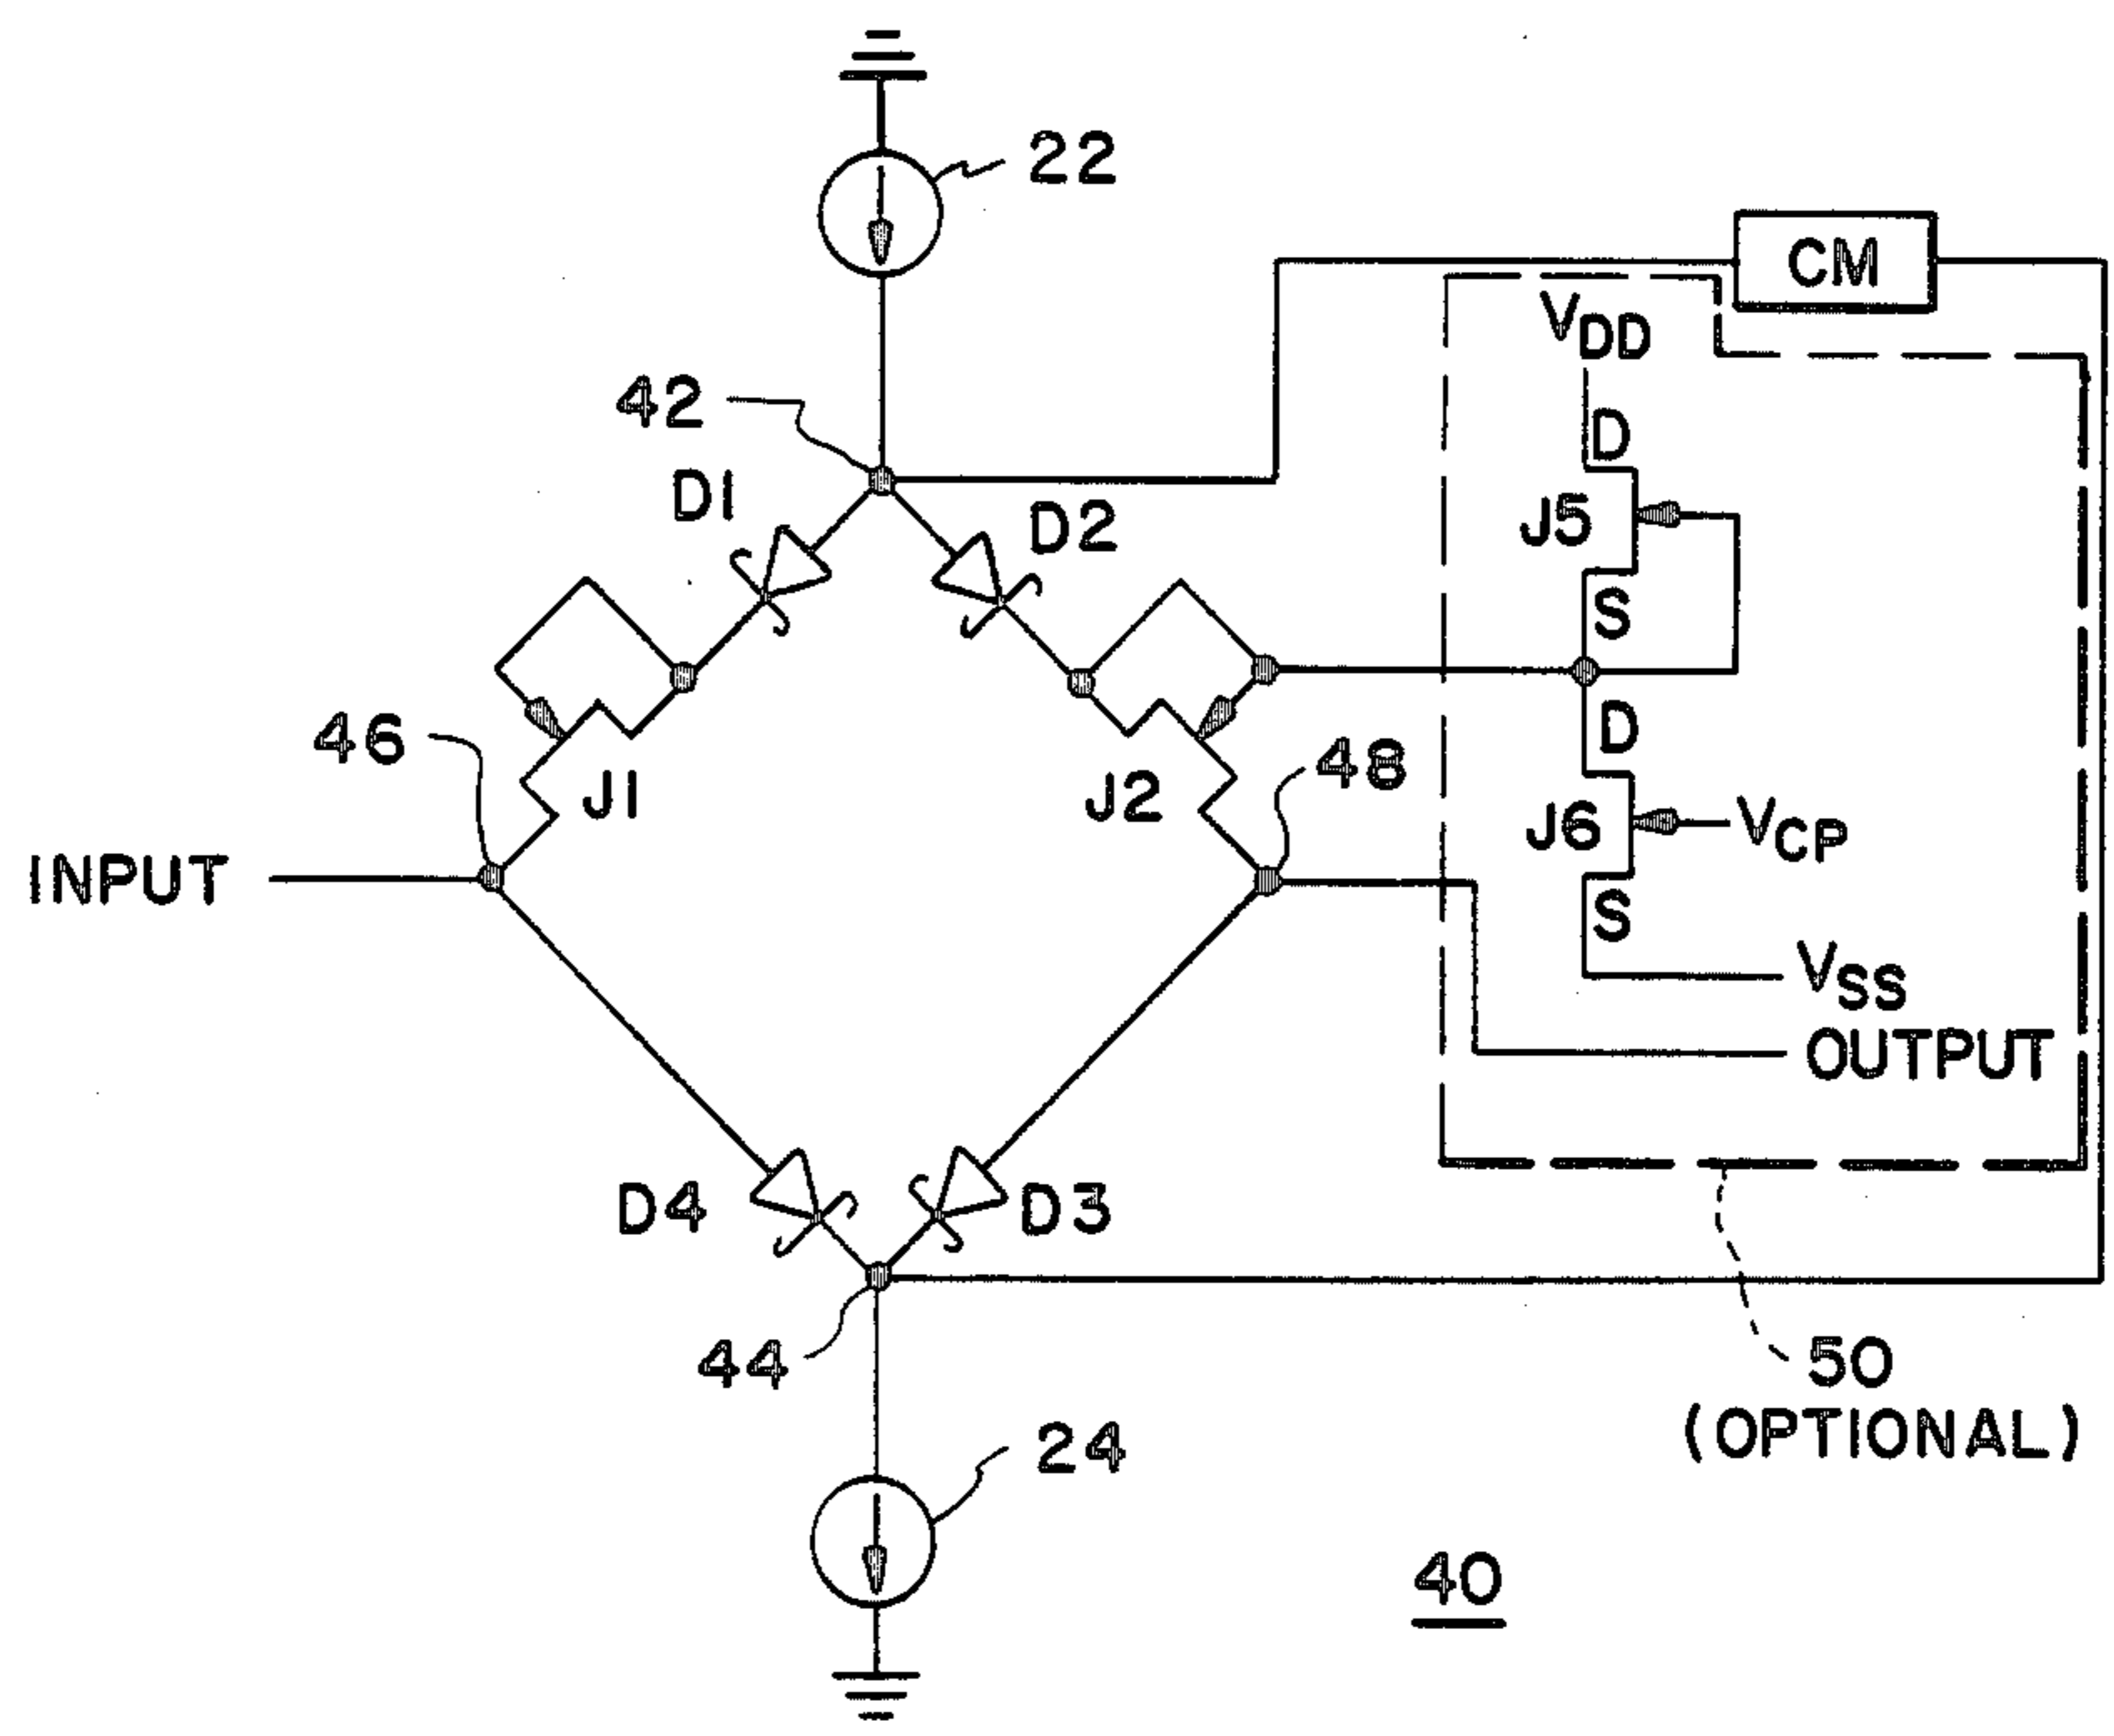 22
CM
VDD
42
D
D1
D2
J5
S
46
D
J1
J2
48
J6
VCP
INPUT
S
VSS
OUTPUT
D4
D3
44
50
(OPTIONAL)
24
40